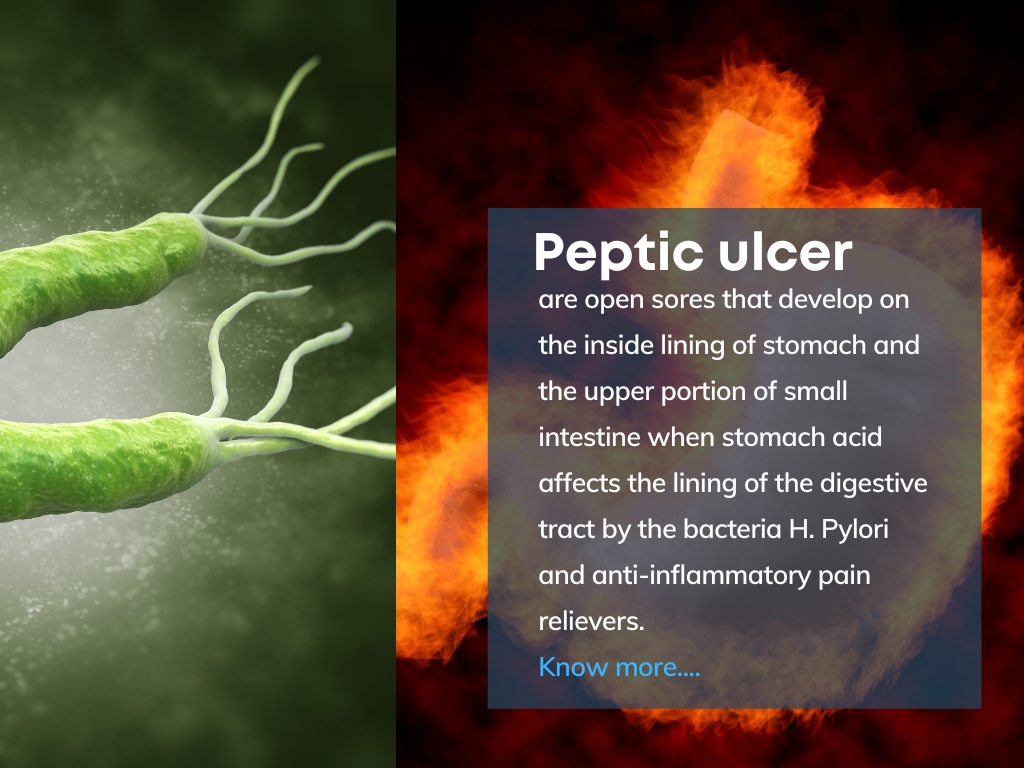 Peptic ulcer
are open sores that develop on
the inside lining of stomach and
the upper portion of small
intestine when stomach acid
affects the lining of the digestive
tract by the bacteria H. Pylori
and anti-inflammatory pain
relievers.
Know more....